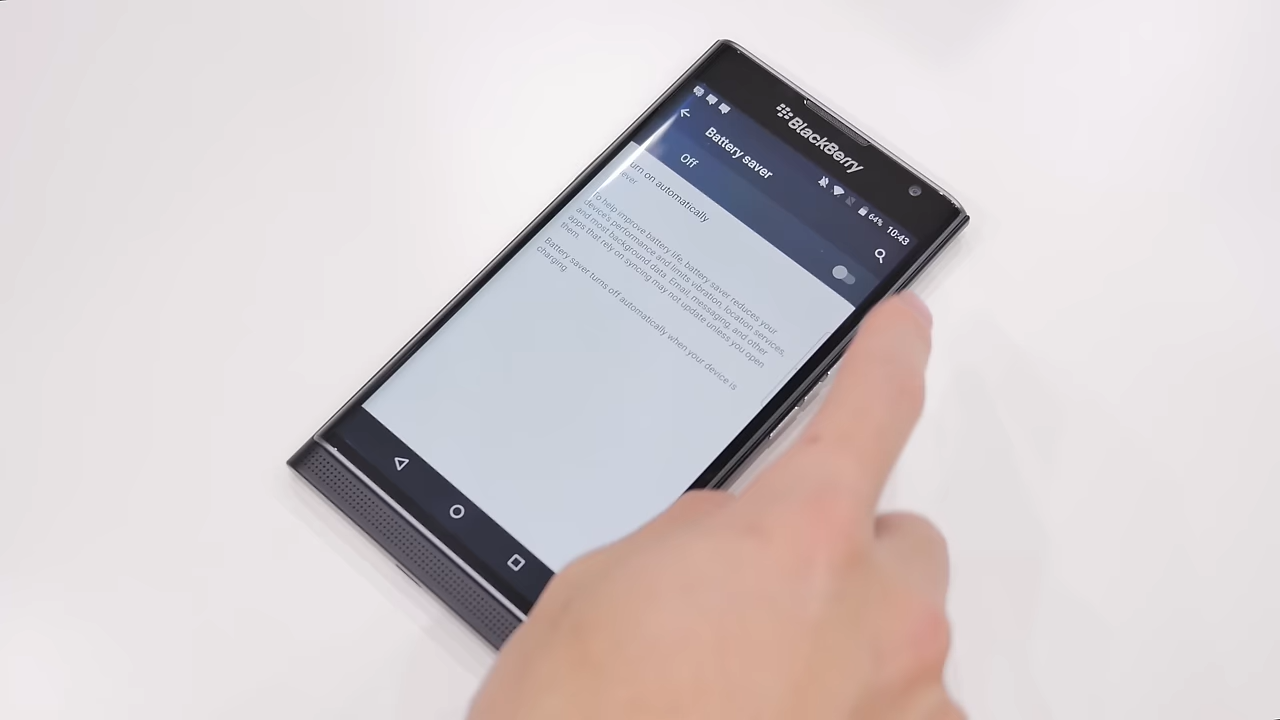 BlackBerry
64% 10:43
Battery saver
Off
urn on automatically
ever
To help improve battery life, battery saver reduces your
device's performance and limits vibration, location services,
and most background data. Email, messaging, and other
apps that rely on syncing may not update unless you open
them.
Battery saver turns off automatically when your device is
charging.